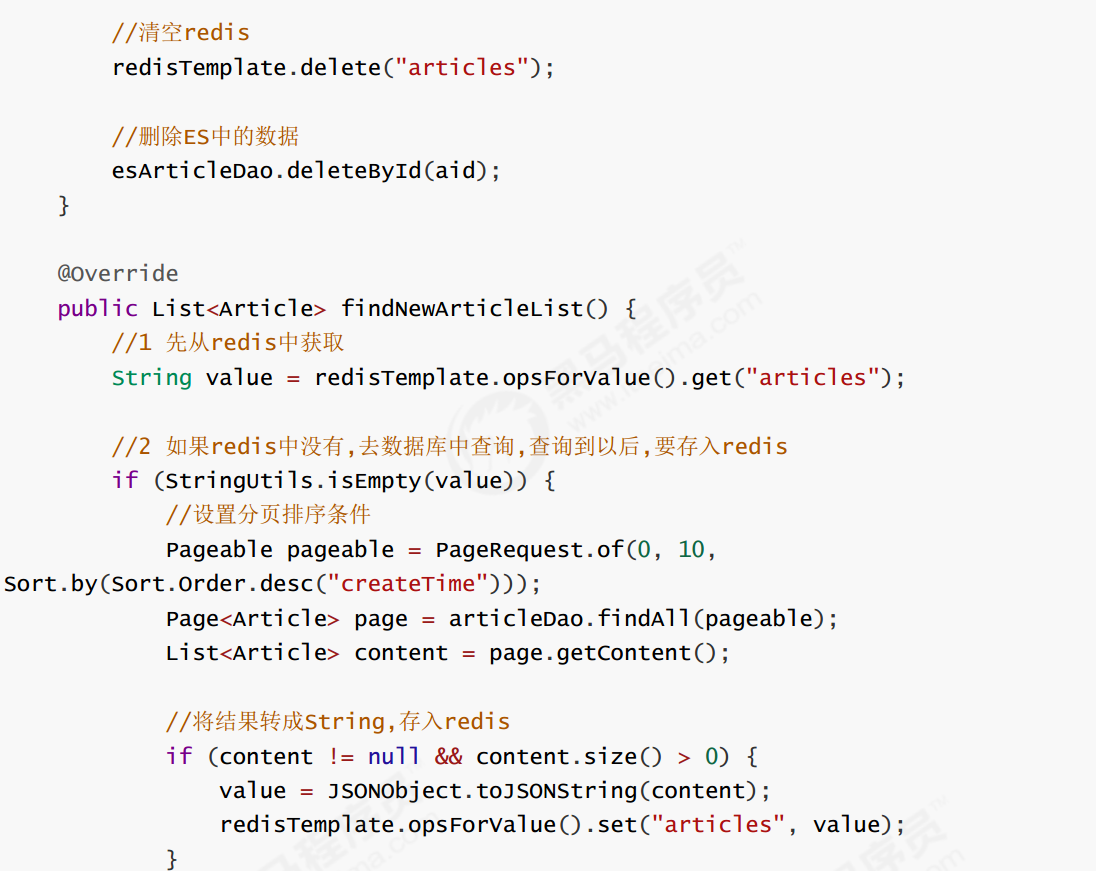 //清空redis
redisTemplate.delete("articles");
//删除ES中的数据
esArticleDao.deleteById(aid);
}
@Override
public List<Article> findNewArticleList() {
//1 先从redis中获取
String value = redisTemplate.opsForValue().get("articles");
//2 如果redis中没有,去数据库中查询,查询到以后,要存入redis
if (StringUtils.isEmpty(value)) {
//设置分页排序条件
Pageable pageable = PageRequest.of(0, 10,
Sort.by(Sort.Order.desc("createTime")));
Page<Article> page = articleDao.findAll(pageable);
List<Article> content = page.getContent();
//将结果转成String,存入redis
if (content != null && content.size() > 0) {
value = JSONObject.toJSONString(content);
redisTemplate.opsForValue().set("articles", value);
}
黑马程序员